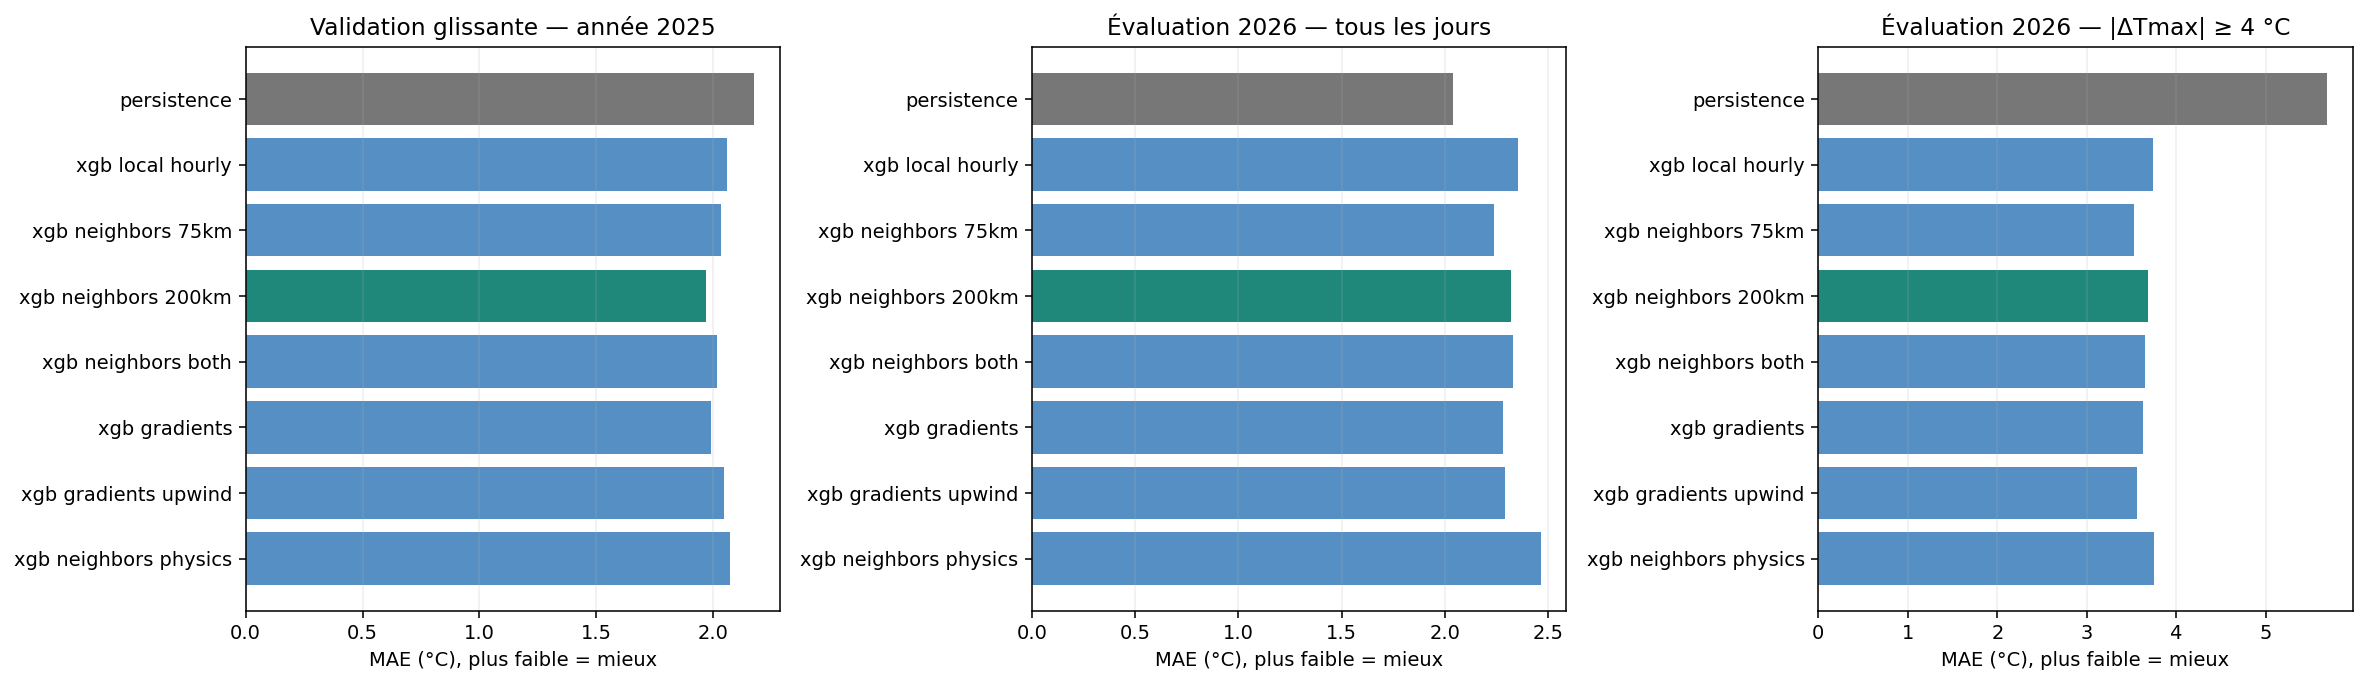 Validation glissante — année 2025
persistence
xgb local hourly
xgb neighbors 75km
xgb neighbors 200km
xgb neighbors both
xgb gradients
xgb gradients upwind
xgb neighbors physics
0.0 0.5 1.0 1.5 2.0
MAE (°C), plus faible = mieux
Évaluation 2026 — tous les jours
persistence
xgb local hourly
xgb neighbors 75km
xgb neighbors 200km
xgb neighbors both
xgb gradients
xgb gradients upwind
xgb neighbors physics
0.0 0.5 1.0 1.5 2.0 2.5
MAE (°C), plus faible = mieux
Évaluation 2026 — |ΔTmax| ≥ 4 °C
persistence
xgb local hourly
xgb neighbors 75km
xgb neighbors 200km
xgb neighbors both
xgb gradients
xgb gradients upwind
xgb neighbors physics
0 1 2 3 4 5
MAE (°C), plus faible = mieux